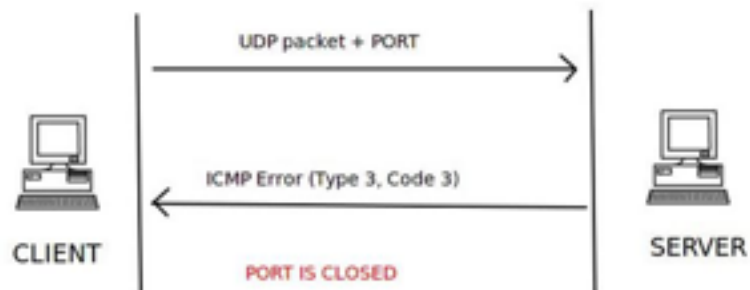 UDP packet + PORT
ICMP Error (Type 3, Code 3)
CLIENT
SERVER
PORT IS CLOSED